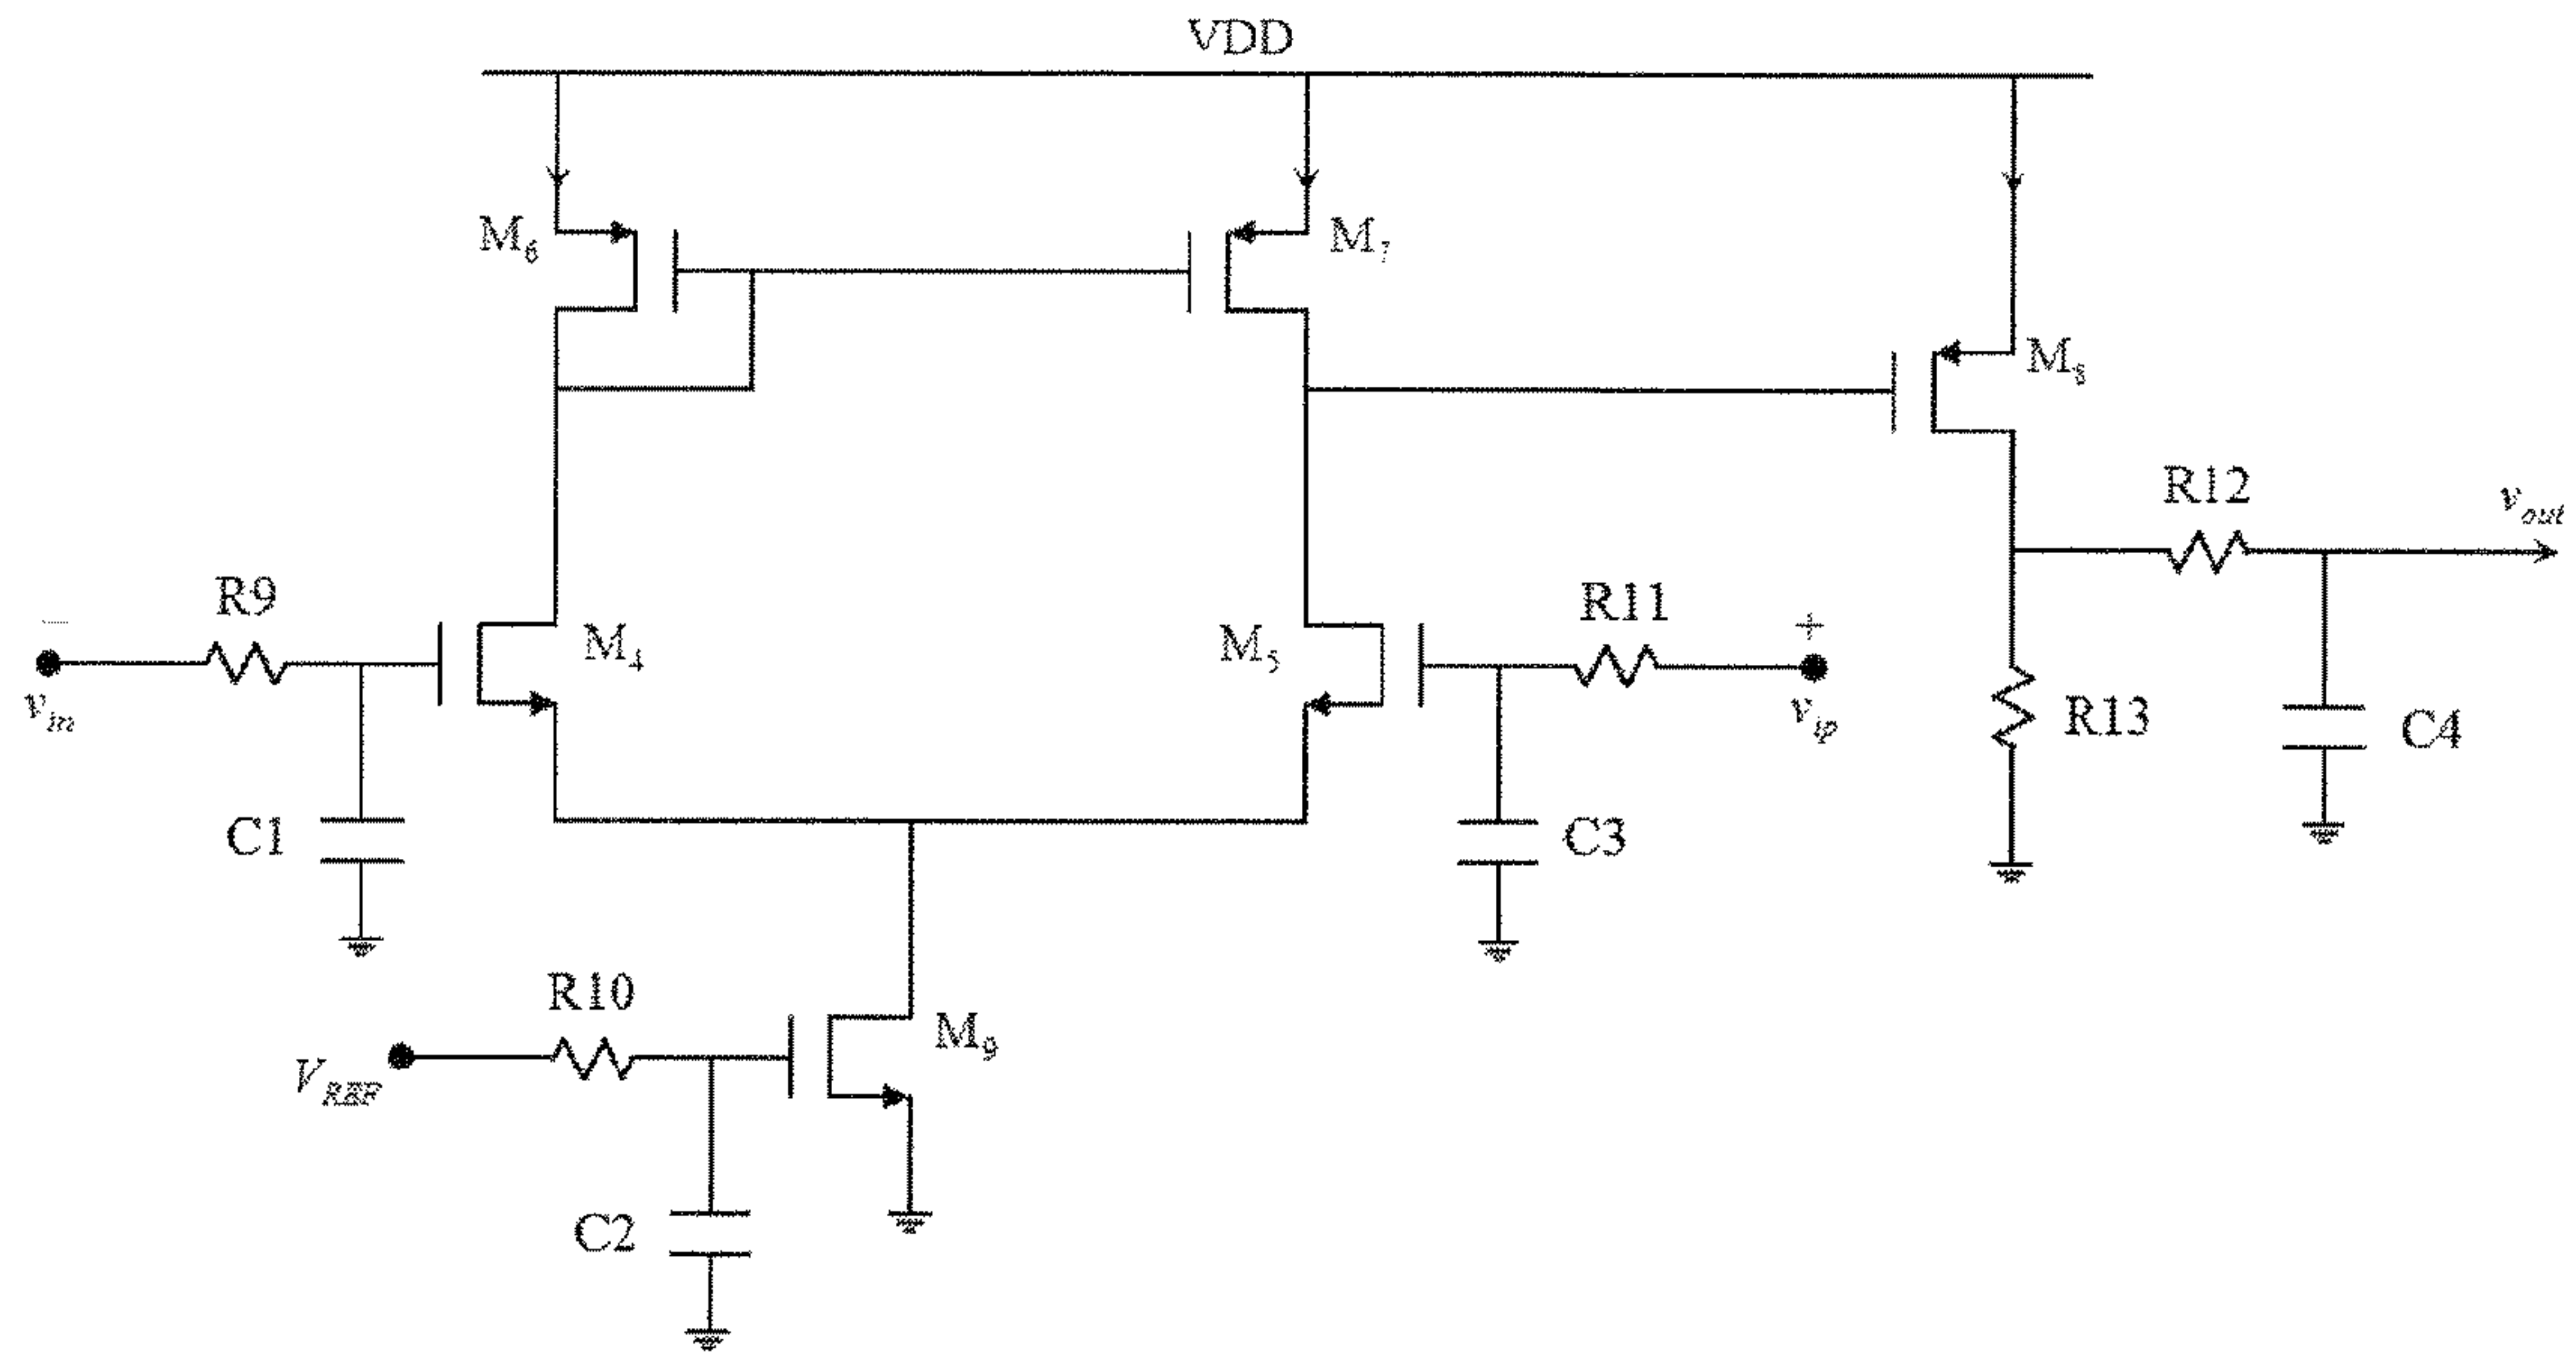 VDD
M6
M7
M8
R12
vout
R9
M4
M5
R11
−
+
vin
vip
R13
C4
C1
C3
R10
M9
VREF
C2